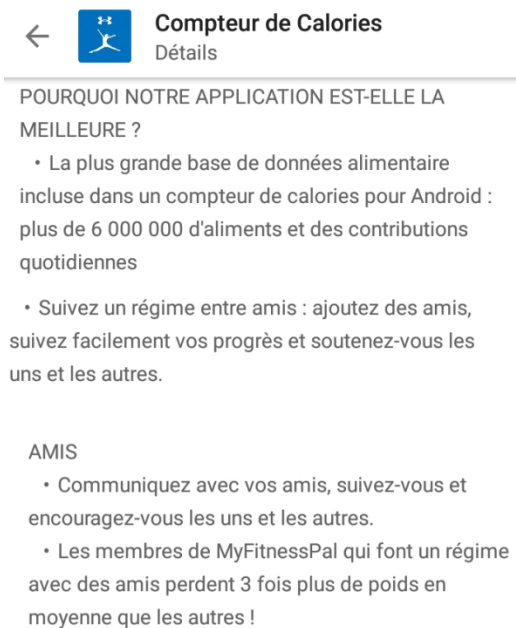 Compteur de Calories
Détails
POURQUOI NOTRE APPLICATION EST-ELLE LA
MEILLEURE ?
• La plus grande base de données alimentaire
incluse dans un compteur de calories pour Android :
plus de 6 000 000 d'aliments et des contributions
quotidiennes
• Suivez un régime entre amis : ajoutez des amis,
suivez facilement vos progrès et soutenez-vous les
uns et les autres.
AMIS
• Communiquez avec vos amis, suivez-vous et
encouragez-vous les uns et les autres.
• Les membres de MyFitnessPal qui font un régime
avec des amis perdent 3 fois plus de poids en
moyenne que les autres !